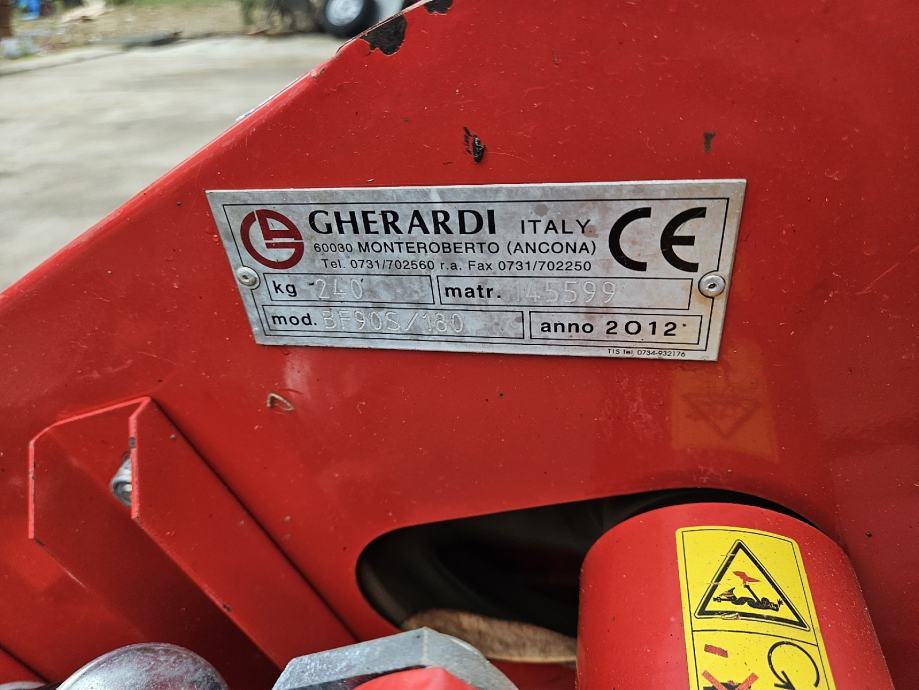 GHERARDI ITALY CE
60030 MONTEROBERTO (ANCONA)
Tel. 0731/702560 r.a. Fax 0731/702250
kg 240 matr. 145599
mod. BF90S/180 anno 2012
TIS tel. 0734-932176